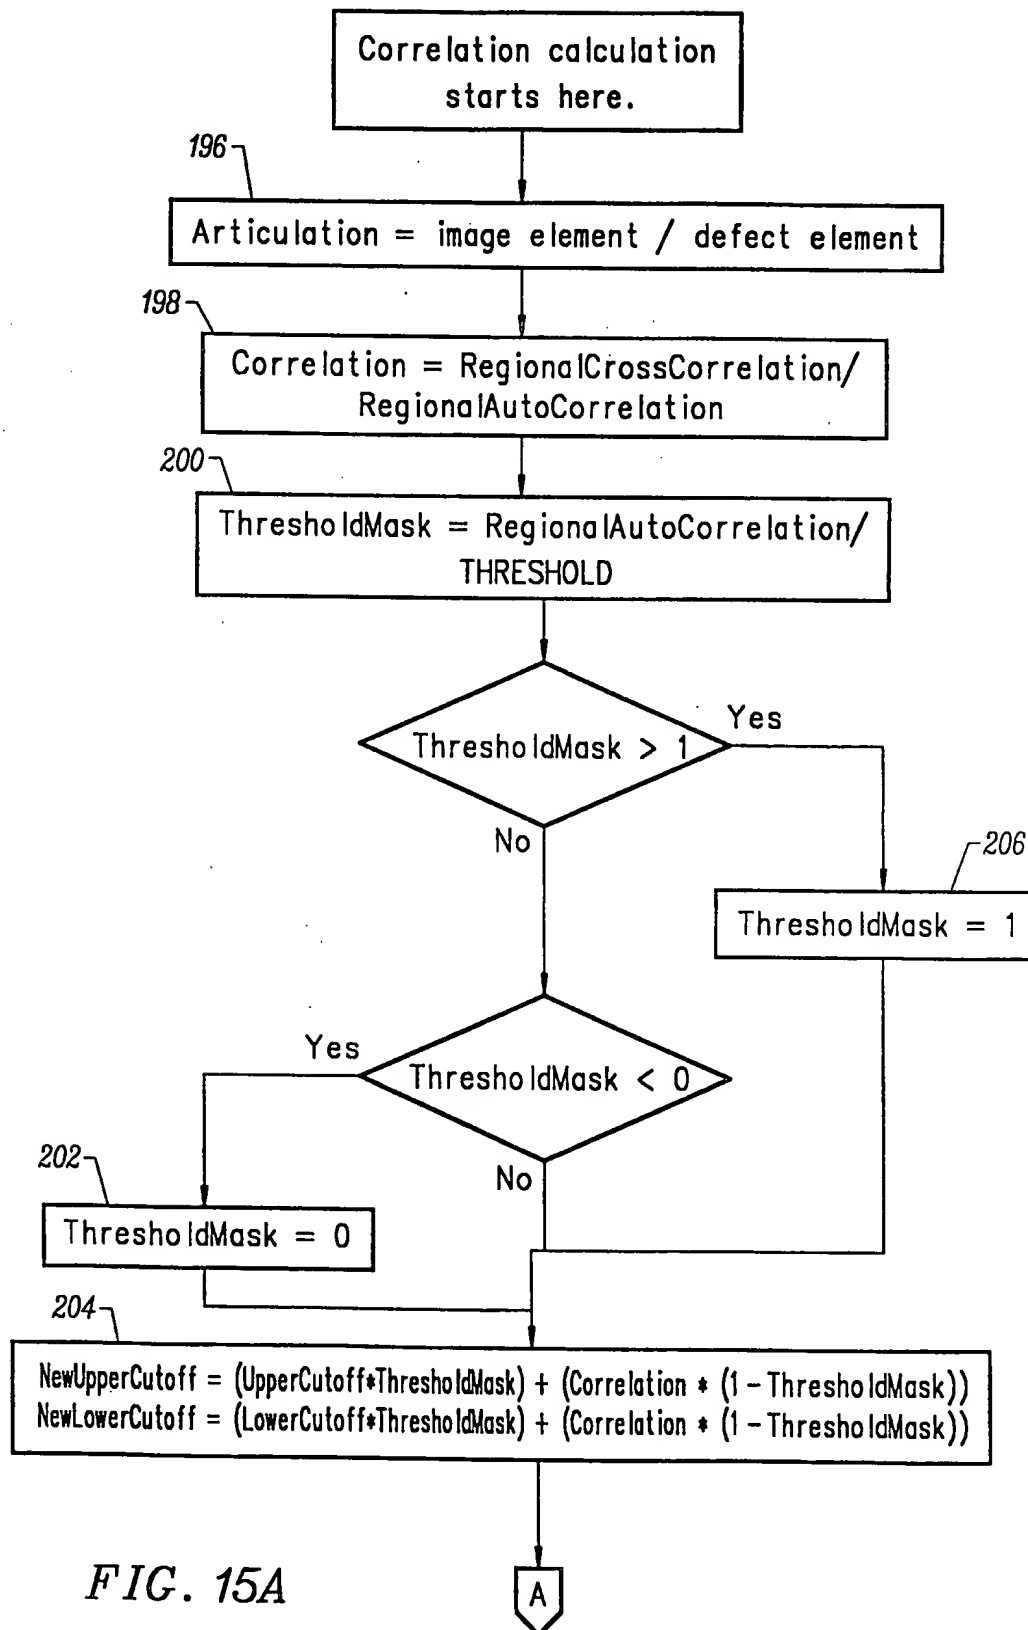 Correlation calculation
starts here.
196
Articulation = image element / defect element
198
Correlation = RegionalCrossCorrelation/
RegionalAutoCorrelation
200
ThresholdMask = RegionalAutoCorrelation/
THRESHOLD
ThresholdMask > 1
Yes
No
206
ThresholdMask = 1
ThresholdMask < 0
Yes
No
202
ThresholdMask = 0
204
NewUpperCutoff = (UpperCutoff*ThresholdMask) + (Correlation * (1-ThresholdMask))
NewLowerCutoff = (LowerCutoff*ThresholdMask) + (Correlation * (1-ThresholdMask))
A
FIG. 15A